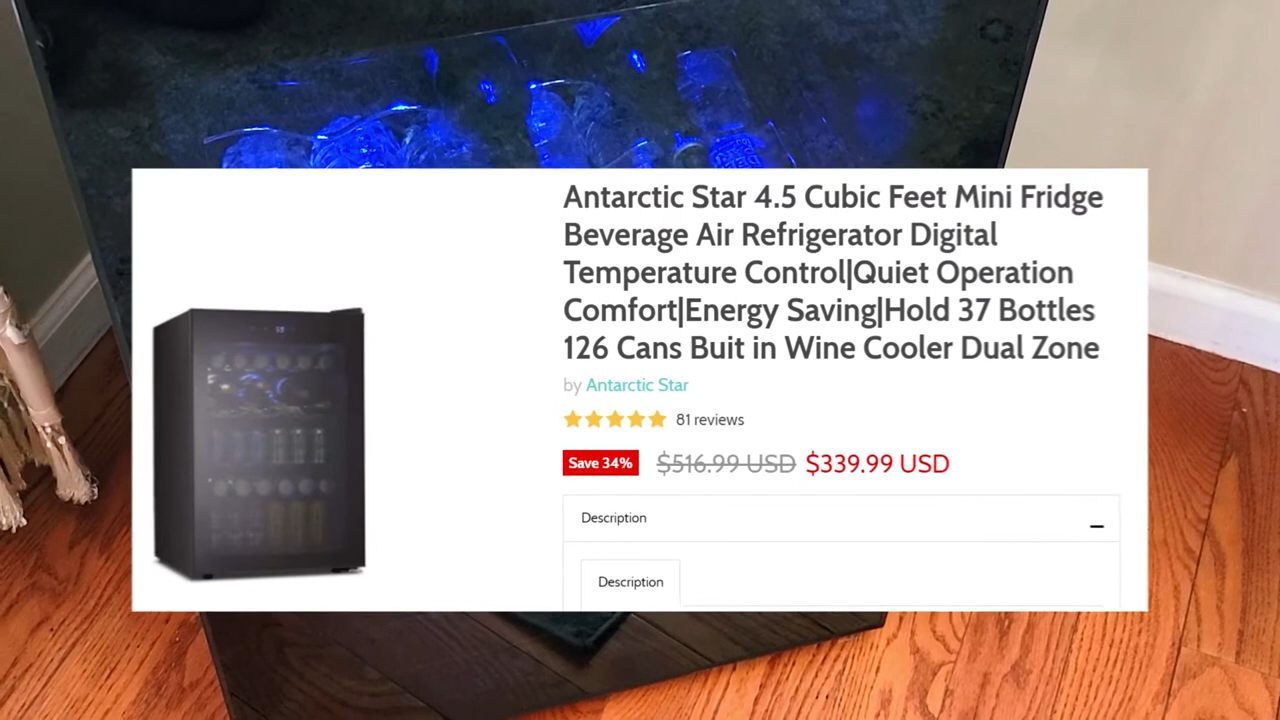 Antarctic Star 4.5 Cubic Feet Mini Fridge
Beverage Air Refrigerator Digital
Temperature Control|Quiet Operation
Comfort|Energy Saving|Hold 37 Bottles
126 Cans Buit in Wine Cooler Dual Zone
by Antarctic Star
81 reviews
Save 34% $516.99 USD $339.99 USD
Description
Description